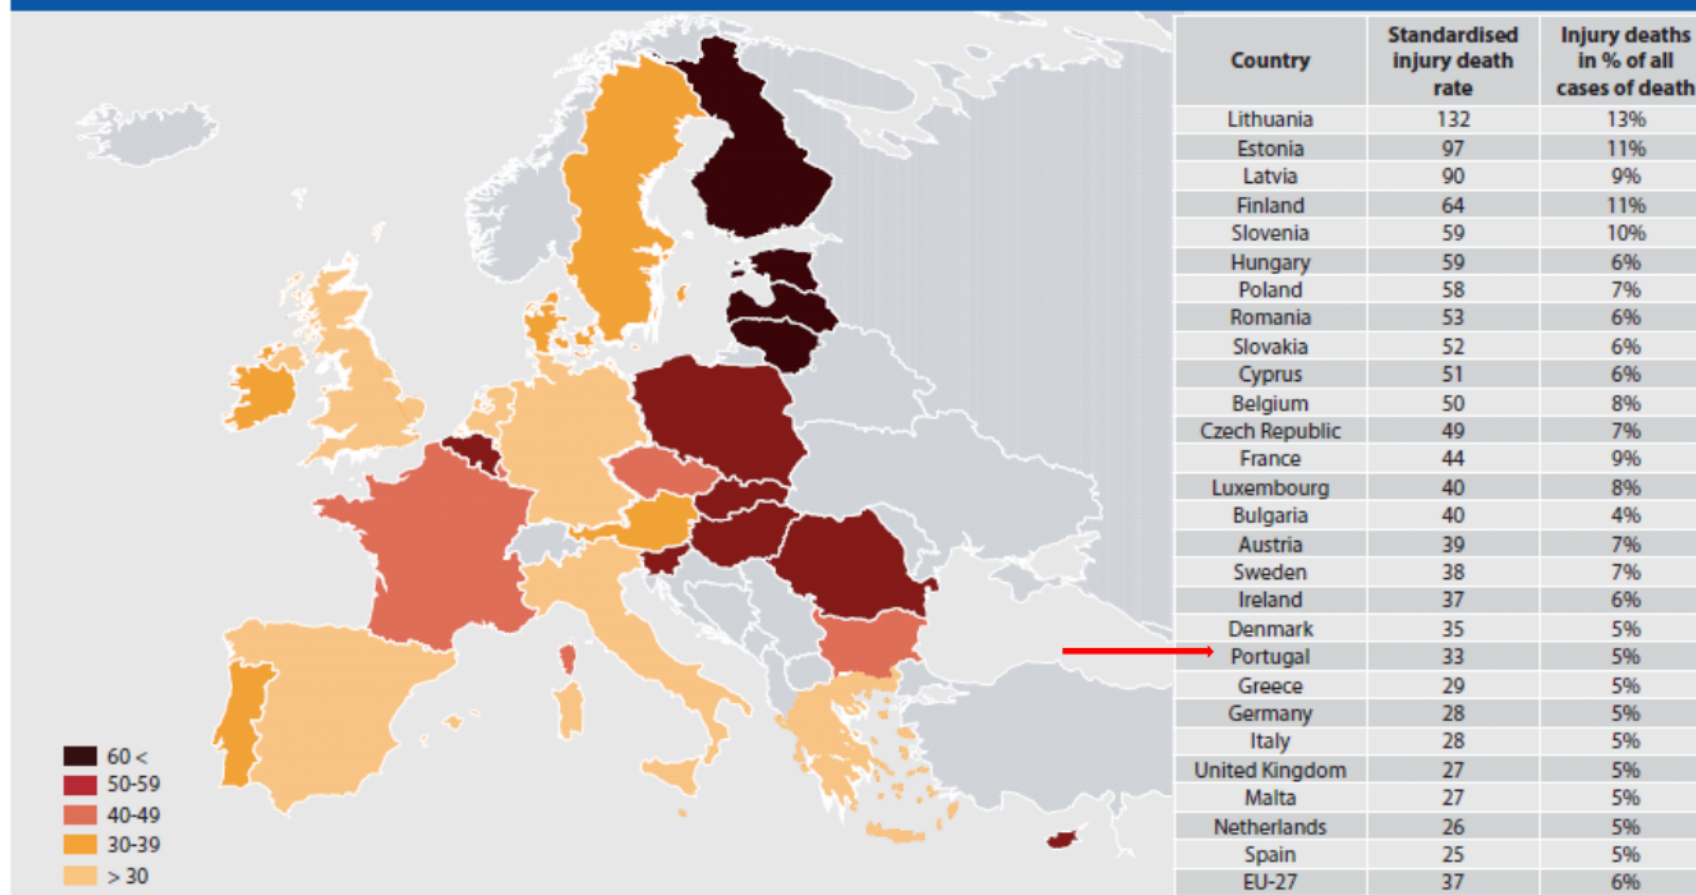 Country Standardised injury death rate Injury deaths in % of all cases of death
Lithuania 132 13%
Estonia 97 11%
Latvia 90 9%
Finland 64 11%
Slovenia 59 10%
Hungary 59 6%
Poland 58 7%
Romania 53 6%
Slovakia 52 6%
Cyprus 51 6%
Belgium 50 8%
Czech Republic 49 7%
France 44 9%
Luxembourg 40 8%
Bulgaria 40 4%
Austria 39 7%
Sweden 38 7%
Ireland 37 6%
Denmark 35 5%
Portugal 33 5%
Greece 29 5%
Germany 28 5%
Italy 28 5%
United Kingdom 27 5%
Malta 27 5%
Netherlands 26 5%
Spain 25 5%
EU-27 37 6%
60 <
50-59
40-49
30-39
> 30